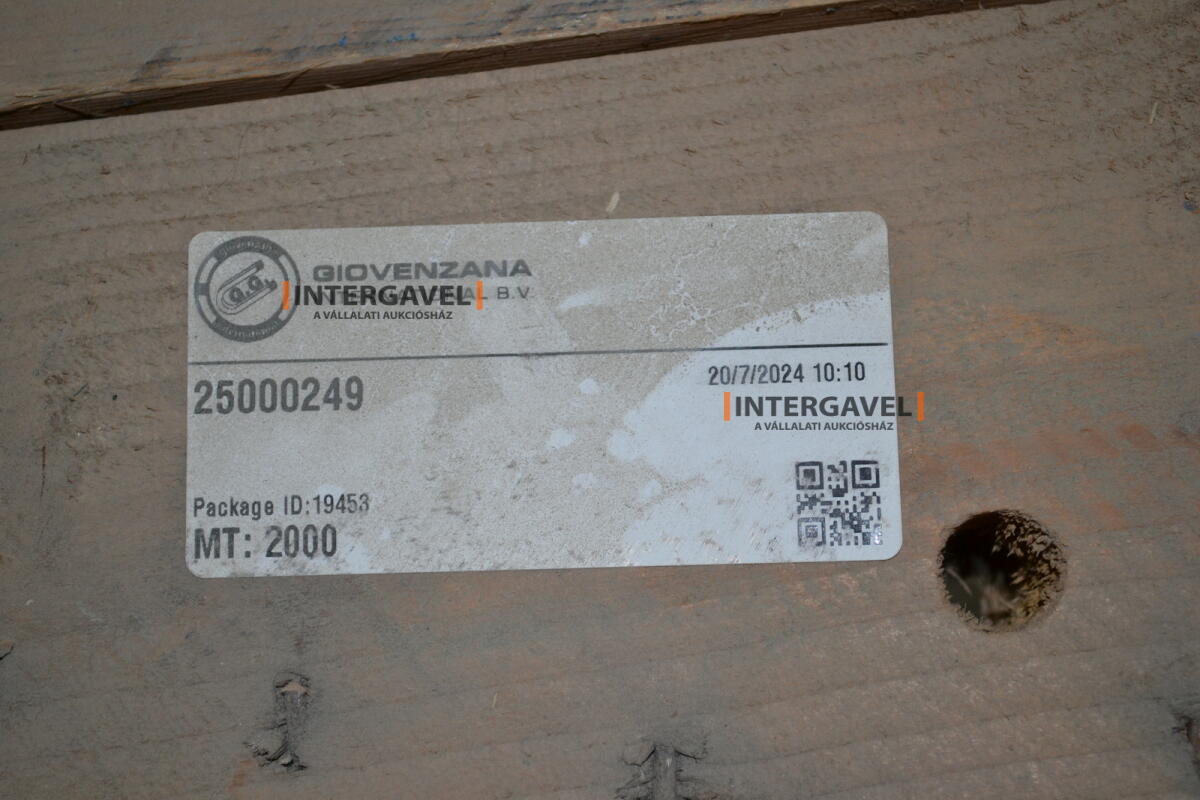 GIOVENZANA
B.V.
INTERGAVEL
A VÁLLALATI AUKCIÓSHÁZ
25000249
20/7/2024 10:10
INTERGAVEL
A VÁLLALATI AUKCIÓSHÁZ
Package ID:19453
MT: 2000